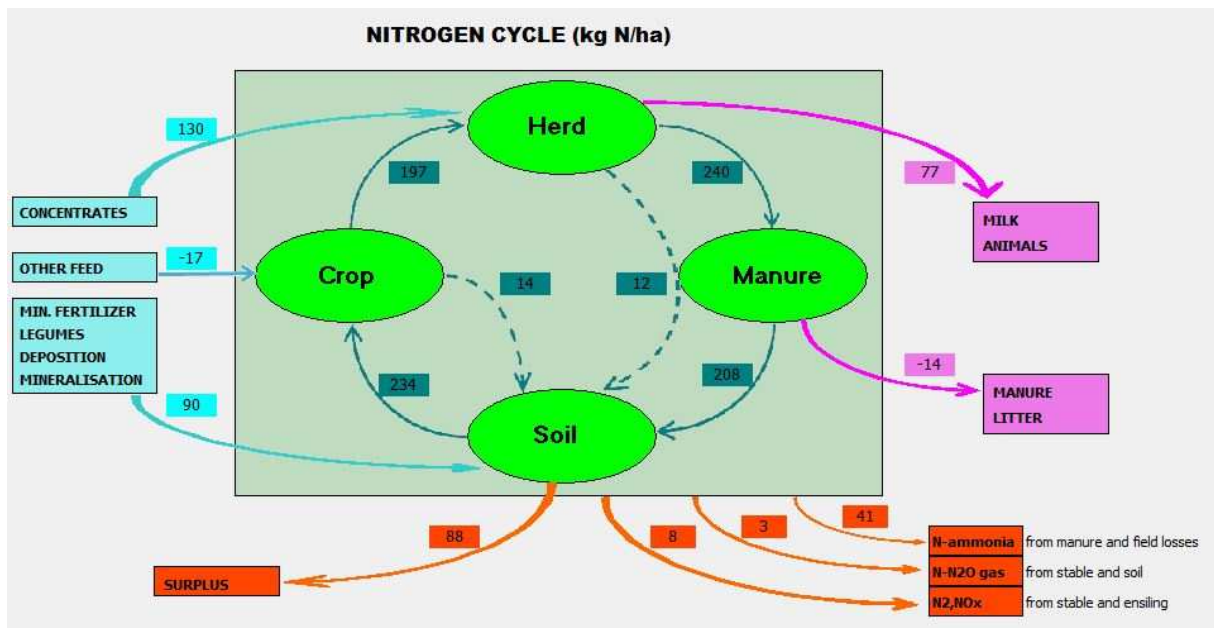 NITROGEN CYCLE (kg N/ha)
Herd
130
197
240
77
CONCENTRATES
MILK
ANIMALS
-17
OTHER FEED
Crop
14
12
Manure
MIN. FERTILIZER
LEGUMES
DEPOSITION
MINERALISATION
234
208
-14
90
MANURE
LITTER
Soil
88
8
3
41
N-ammonia from manure and field losses
N-N2O gas from stable and soil
SURPLUS
N2,NOx from stable and ensiling